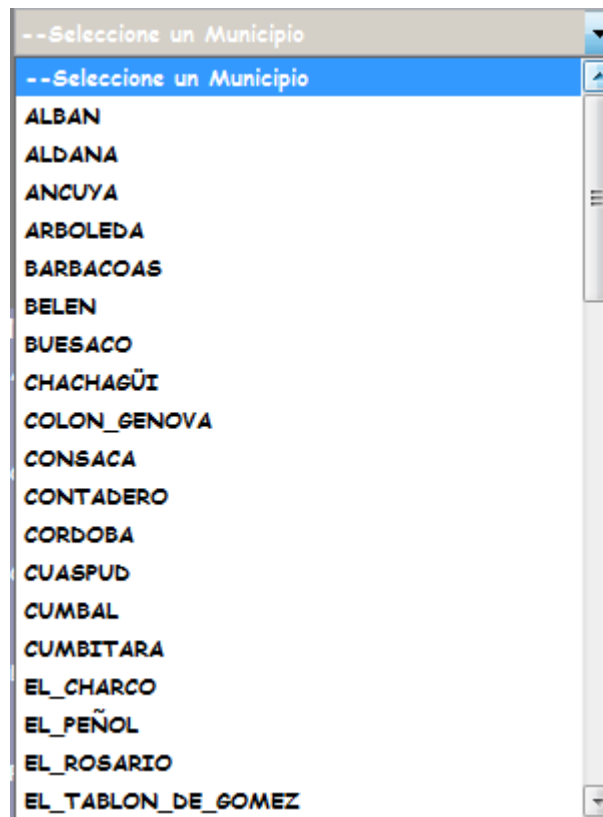 --Seleccione un Municipio
--Seleccione un Municipio
ALBAN
ALDANA
ANCUYA
ARBOLEDA
BARBACOAS
BELEN
BUESACO
CHACHAGÜI
COLON_GENOVA
CONSACA
CONTADERO
CORDOBA
CUASPUD
CUMBAL
CUMBITARA
EL_CHARCO
EL_PEÑOL
EL_ROSARIO
EL_TABLON_DE_GOMEZ